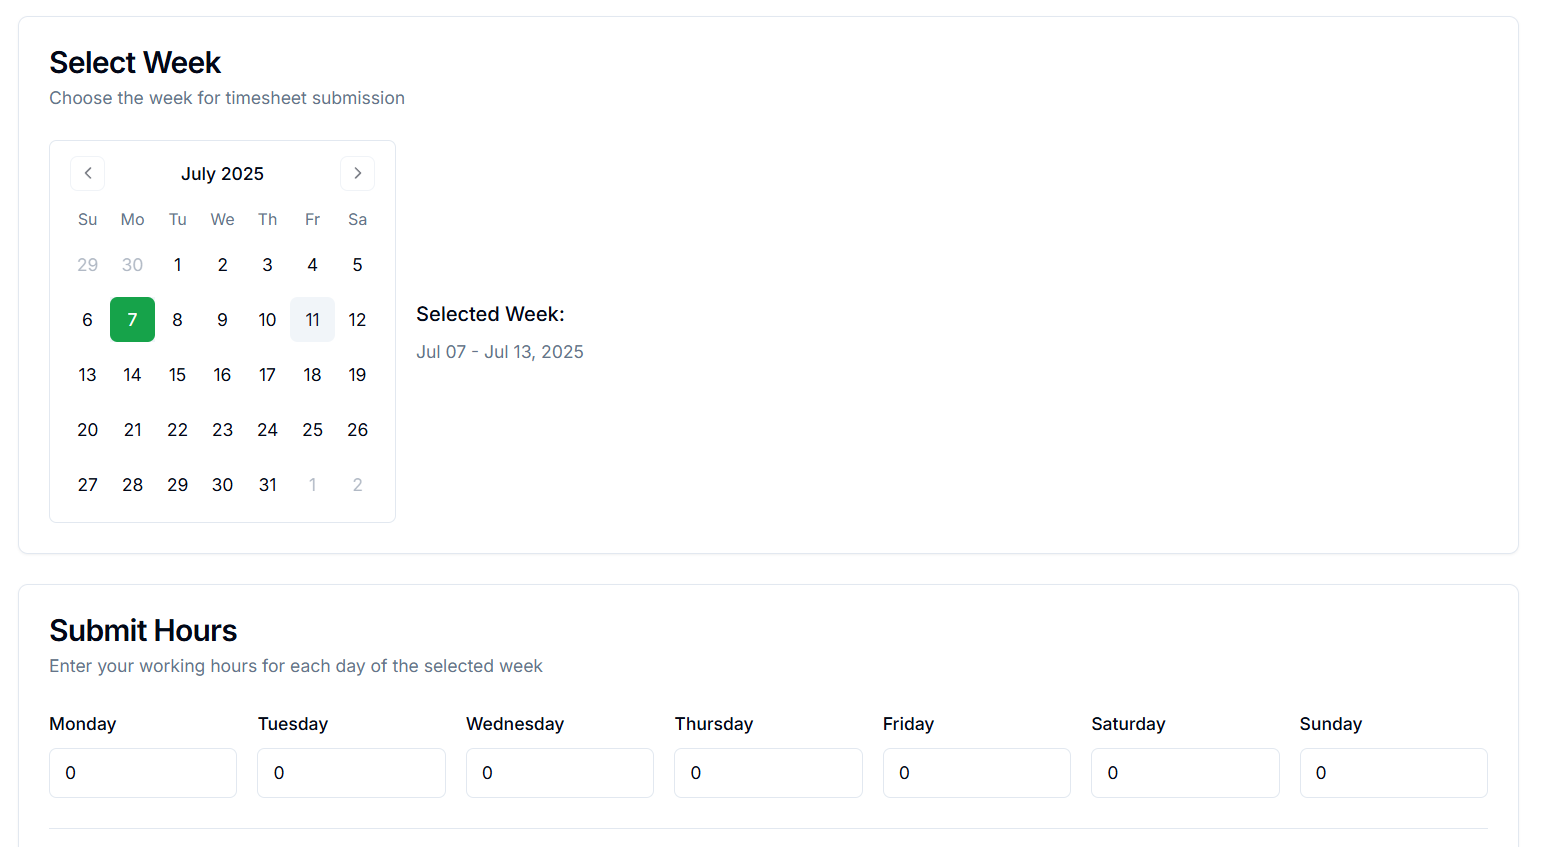 Select Week
Choose the week for timesheet submission
July 2025
Su Mo Tu We Th Fr Sa
29 30 1 2 3 4 5
6 7 8 9 10 11 12
13 14 15 16 17 18 19
20 21 22 23 24 25 26
27 28 29 30 31 1 2
Selected Week:
Jul 07 - Jul 13, 2025
Submit Hours
Enter your working hours for each day of the selected week
Monday Tuesday Wednesday Thursday Friday Saturday Sunday
0 0 0 0 0 0 0